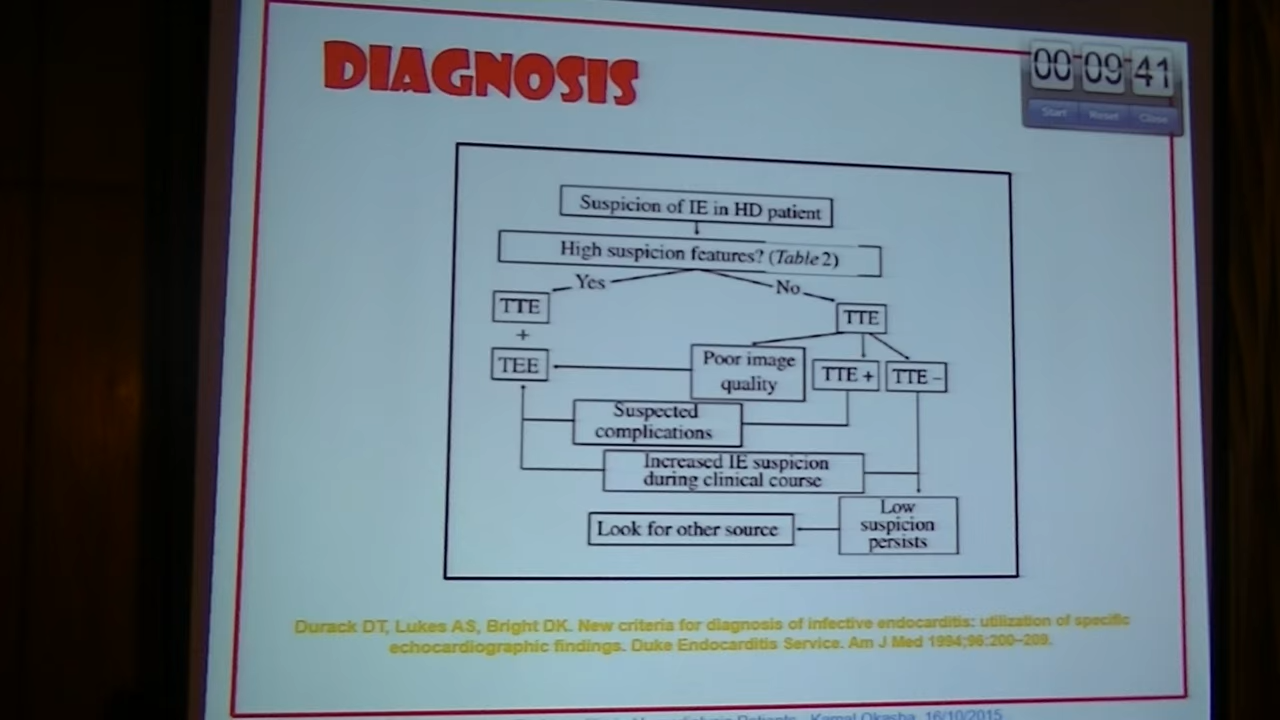 DIAGNOSIS
00 09 41
Start Reset Close
Suspicion of IE in HD patient
High suspicion features? (Table 2)
Yes
No
TTE
+
TEE
TTE
Poor image
quality
TTE +
TTE –
Suspected
complications
Increased IE suspicion
during clinical course
Low
suspicion
persists
Look for other source
Durack DT, Lukes AS, Bright DK. New criteria for diagnosis of infective endocarditis: utilization of specific
echocardiographic findings. Duke Endocarditis Service. Am J Med 1994;96:200–209.
Patients Kamal Okasha 16/10/2015